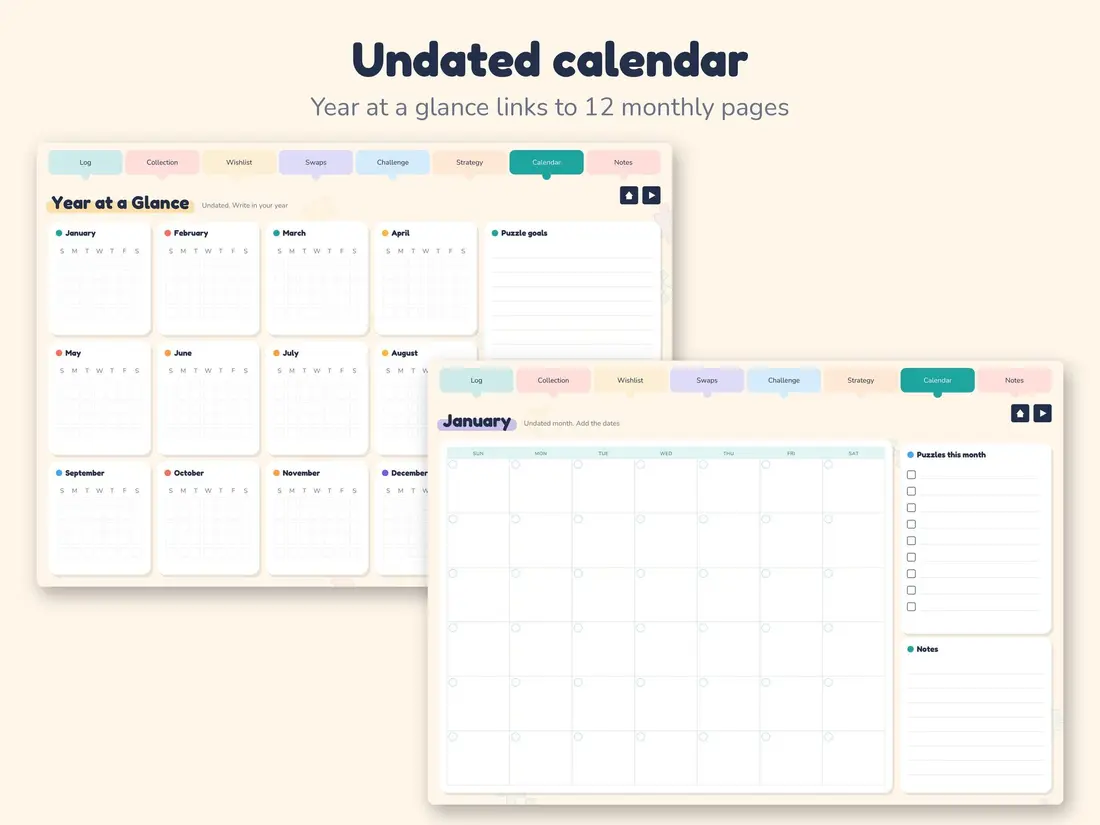 Undated calendar
Year at a glance links to 12 monthly pages
Log Collection Wishlist Swaps Challenge Strategy Calendar Notes
Year at a Glance Undated. Write in your year
January February March April Puzzle goals
S M T W T F S S M T W T F S S M T W T F S S M T W T F S
May June July August
S M T W T F S S M T W T F S S M T W T F S S M T W
September October November December
S M T W T F S S M T W T F S S M T W T F S S M T W
Log Collection Wishlist Swaps Challenge Strategy Calendar Notes
January Undated month. Add the dates
SUN MON TUE WED THU FRI SAT
Puzzles this month
Notes